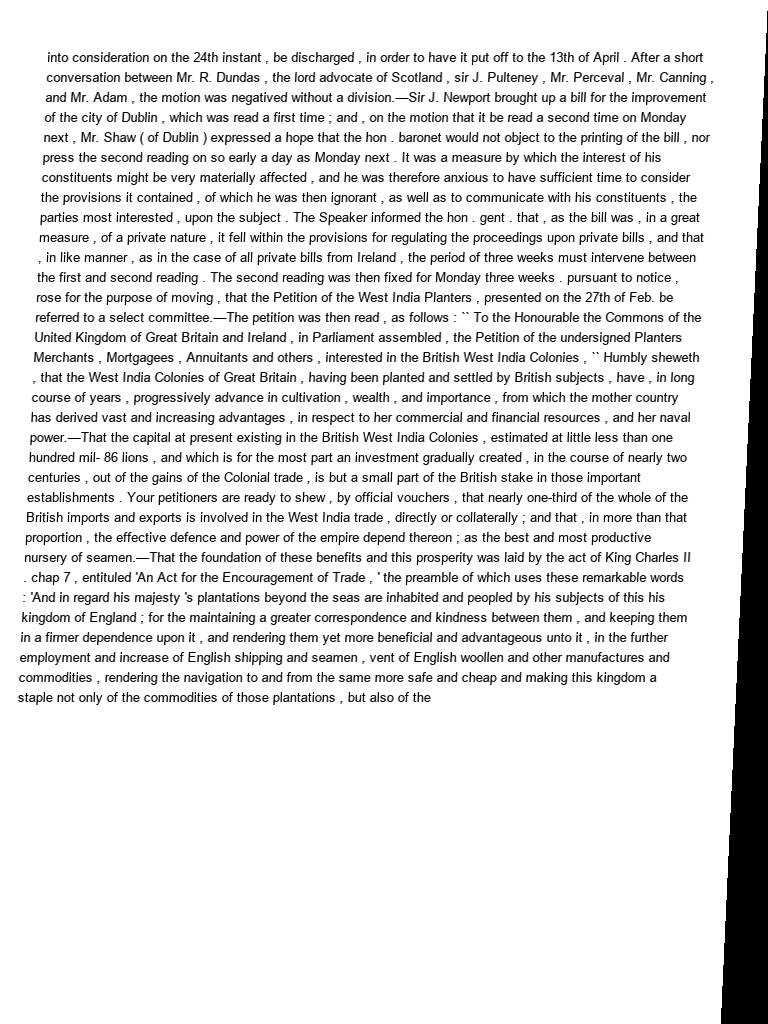 into consideration on the 24th instant , be discharged , in order to have it put off to the 13th of April . After a short
conversation between Mr. R. Dundas , the lord advocate of Scotland , sir J. Pulteney , Mr. Perceval , Mr. Canning ,
and Mr. Adam , the motion was negatived without a division.—Sir J. Newport brought up a bill for the improvement
of the city of Dublin , which was read a first time ; and , on the motion that it be read a second time on Monday
next , Mr. Shaw ( of Dublin ) expressed a hope that the hon . baronet would not object to the printing of the bill , nor
press the second reading on so early a day as Monday next . It was a measure by which the interest of his
constituents might be very materially affected , and he was therefore anxious to have sufficient time to consider
the provisions it contained , of which he was then ignorant , as well as to communicate with his constituents , the
parties most interested , upon the subject . The Speaker informed the hon . gent . that , as the bill was , in a great
measure , of a private nature , it fell within the provisions for regulating the proceedings upon private bills , and that
, in like manner , as in the case of all private bills from Ireland , the period of three weeks must intervene between
the first and second reading . The second reading was then fixed for Monday three weeks . pursuant to notice ,
rose for the purpose of moving , that the Petition of the West India Planters , presented on the 27th of Feb. be
referred to a select committee.—The petition was then read , as follows : `` To the Honourable the Commons of the
United Kingdom of Great Britain and Ireland , in Parliament assembled , the Petition of the undersigned Planters
Merchants , Mortgagees , Annuitants and others , interested in the British West India Colonies , `` Humbly sheweth
, that the West India Colonies of Great Britain , having been planted and settled by British subjects , have , in long
course of years , progressively advance in cultivation , wealth , and importance , from which the mother country
has derived vast and increasing advantages , in respect to her commercial and financial resources , and her naval
power.—That the capital at present existing in the British West India Colonies , estimated at little less than one
hundred mil- 86 lions , and which is for the most part an investment gradually created , in the course of nearly two
centuries , out of the gains of the Colonial trade , is but a small part of the British stake in those important
establishments . Your petitioners are ready to shew , by official vouchers , that nearly one-third of the whole of the
British imports and exports is involved in the West India trade , directly or collaterally ; and that , in more than that
proportion , the effective defence and power of the empire depend thereon ; as the best and most productive
nursery of seamen.—That the foundation of these benefits and this prosperity was laid by the act of King Charles II
. chap 7 , entituled 'An Act for the Encouragement of Trade , ' the preamble of which uses these remarkable words
: 'And in regard his majesty 's plantations beyond the seas are inhabited and peopled by his subjects of this his
kingdom of England ; for the maintaining a greater correspondence and kindness between them , and keeping them
in a firmer dependence upon it , and rendering them yet more beneficial and advantageous unto it , in the further
employment and increase of English shipping and seamen , vent of English woollen and other manufactures and
commodities , rendering the navigation to and from the same more safe and cheap and making this kingdom a
staple not only of the commodities of those plantations , but also of the